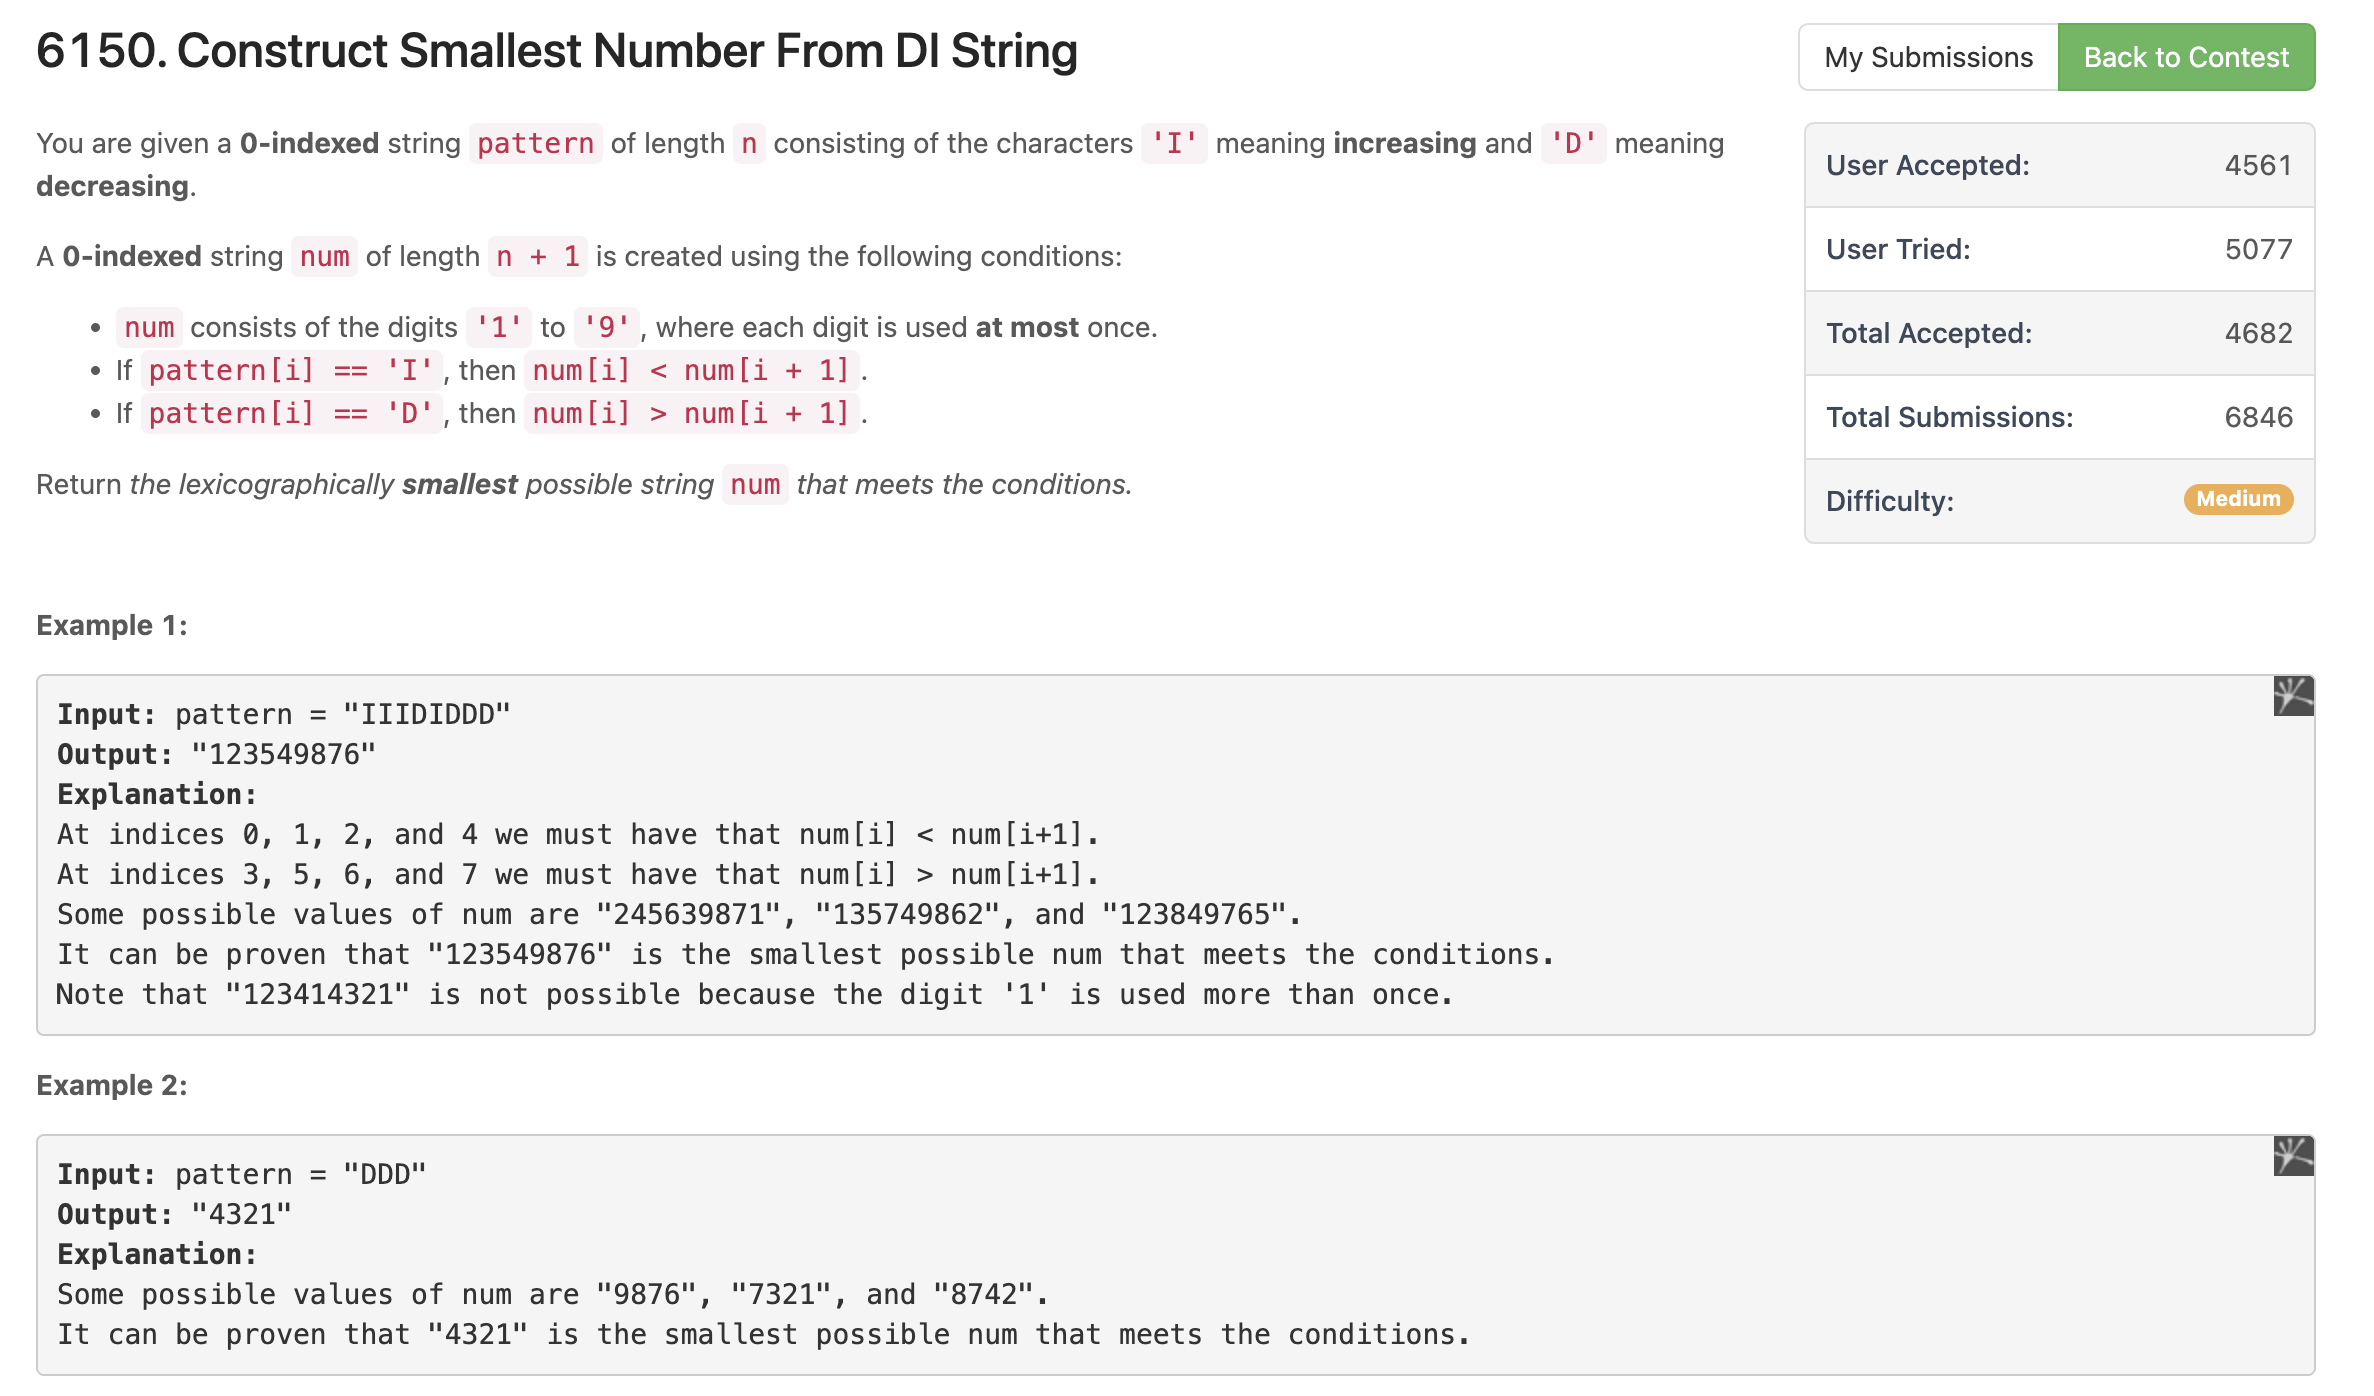 6150. Construct Smallest Number From DI String
My Submissions
Back to Contest
You are given a 0-indexed string pattern of length n consisting of the characters 'I' meaning increasing and 'D' meaning
decreasing.
A 0-indexed string num of length n + 1 is created using the following conditions:
• num consists of the digits '1' to '9', where each digit is used at most once.
• If pattern[i] == 'I', then num[i] < num[i + 1].
• If pattern[i] == 'D', then num[i] > num[i + 1].
Return the lexicographically smallest possible string num that meets the conditions.
User Accepted: 4561
User Tried: 5077
Total Accepted: 4682
Total Submissions: 6846
Difficulty: Medium
Example 1:
Input: pattern = "IIIDIDDD"
Output: "123549876"
Explanation:
At indices 0, 1, 2, and 4 we must have that num[i] < num[i+1].
At indices 3, 5, 6, and 7 we must have that num[i] > num[i+1].
Some possible values of num are "245639871", "135749862", and "123849765".
It can be proven that "123549876" is the smallest possible num that meets the conditions.
Note that "123414321" is not possible because the digit '1' is used more than once.
Example 2:
Input: pattern = "DDD"
Output: "4321"
Explanation:
Some possible values of num are "9876", "7321", and "8742".
It can be proven that "4321" is the smallest possible num that meets the conditions.